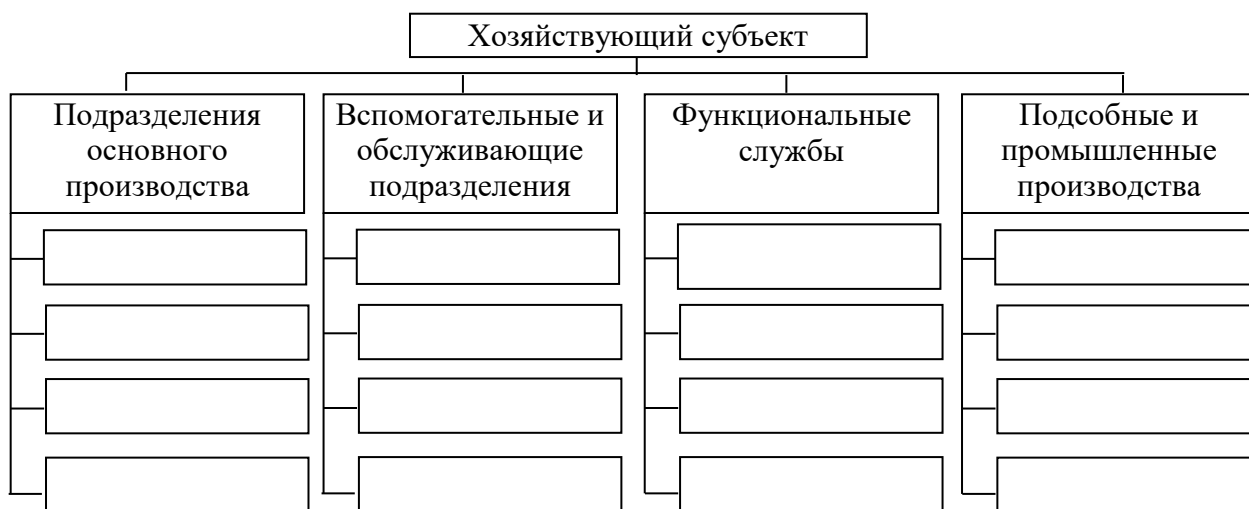 Хозяйствующий субъект
Подразделения
основного
производства
Вспомогательные и
обслуживающие
подразделения
Функциональные
службы
Подсобные и
промышленные
производства